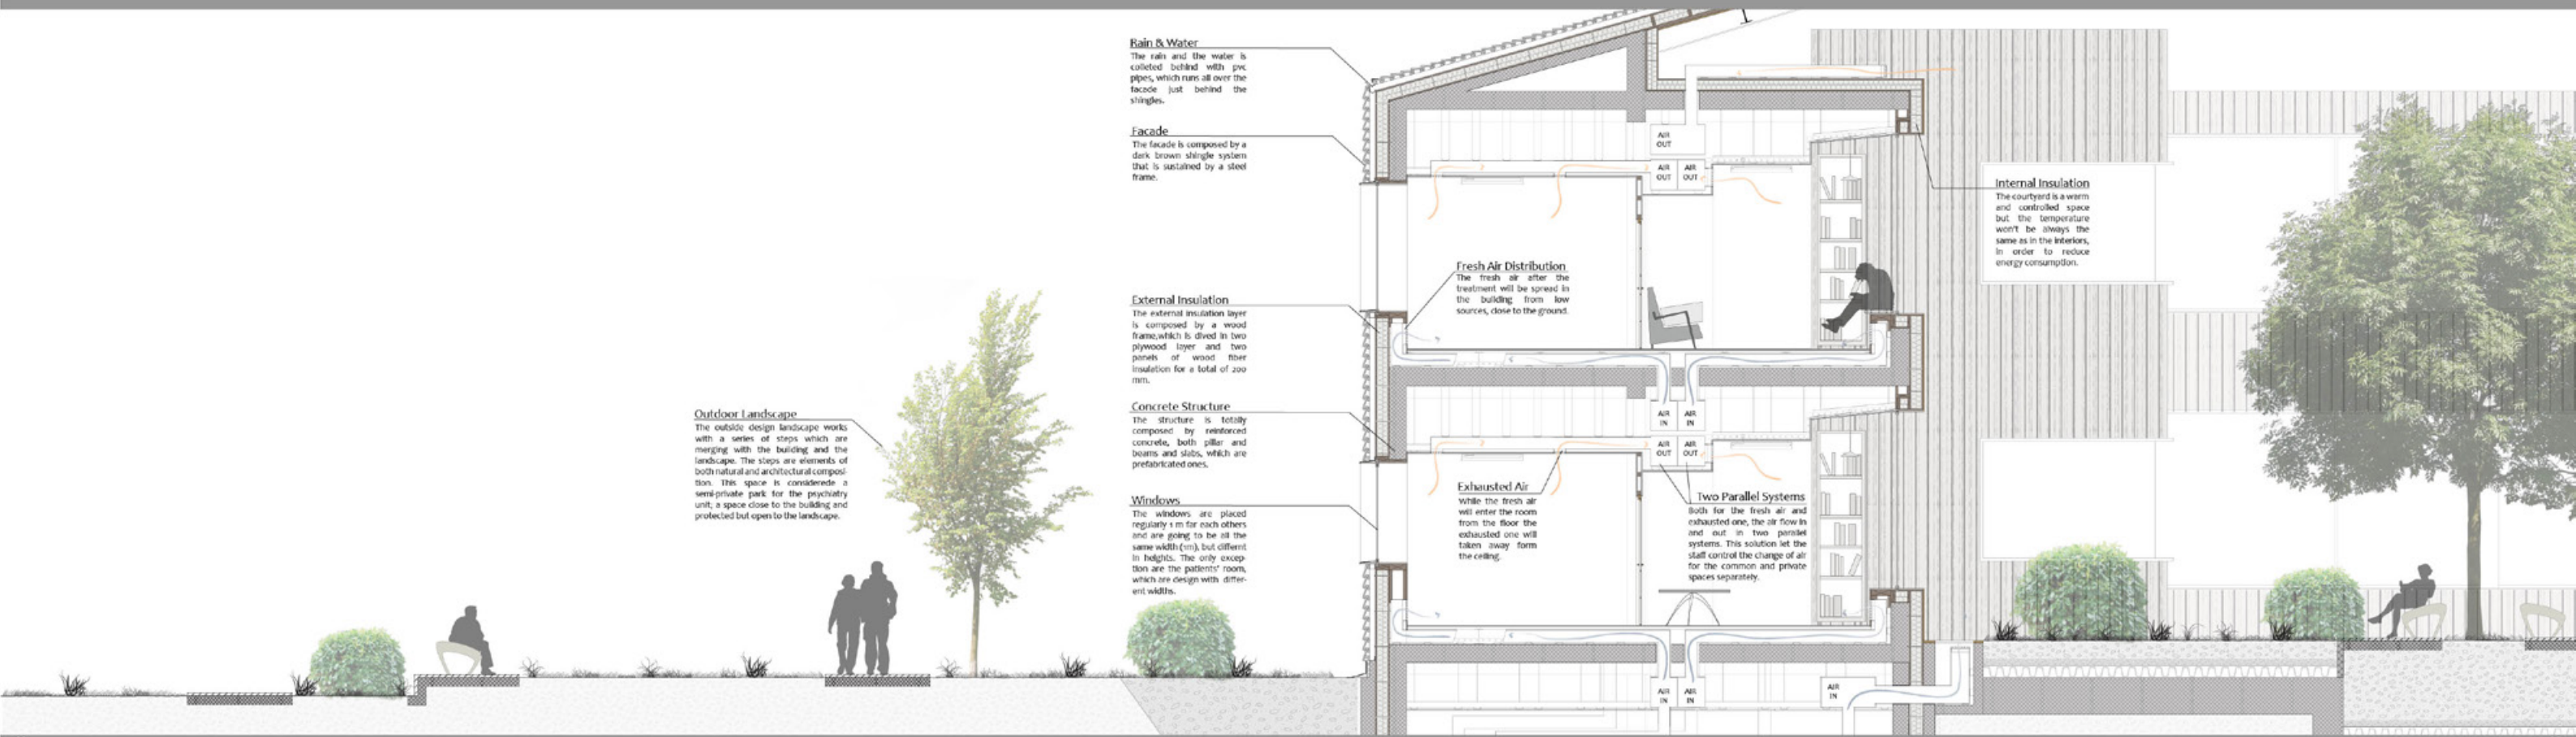 Rain & Water
The rain and the water is
colleted behind with pvc
pipes, which runs all over the
facade just behind the
shingles.
Facade
The facade is composed by a
dark brown shingle system
that is sustained by a steel
frame.
External Insulation
The external insulation layer
is composed by a wood
frame,which is dived in two
plywood layer and two
panels of wood fiber
insulation for a total of 200
mm.
Concrete Structure
The structure is totally
composed by reinforced
concrete, both pillar and
beams and slabs, which are
prefabricated ones.
Windows
The windows are placed
regularly 1 m far each others
and are going to be all the
same width (1m), but differnt
in heights. The only excep-
tion are the patients' room,
which are design with differ-
ent widths.
Outdoor Landscape
The outside design landscape works
with a series of steps which are
merging with the building and the
landscape. The steps are elements of
both natural and architectural composi-
tion. This space is considerede a
semi-private park for the psychiatry
unit; a space close to the building and
protected but open to the landscape.
AIR
OUT
AIR
OUT
AIR
OUT
Fresh Air Distribution
The fresh air after the
treatment will be spread in
the building from low
sources, close to the ground.
Internal Insulation
The courtyard is a warm
and controlled space
but the temperature
won't be always the
same as in the interiors,
in order to reduce
energy consumption.
AIR
IN
AIR
IN
AIR
OUT
AIR
OUT
Exhausted Air
While the fresh air
will enter the room
from the floor the
exhausted one will
taken away form
the ceiling.
Two Parallel Systems
Both for the fresh air and
exhausted one, the air flow in
and out in two parallel
systems. This solution let the
staff control the change of air
for the common and private
spaces separately.
AIR
IN
AIR
IN
AIR
IN